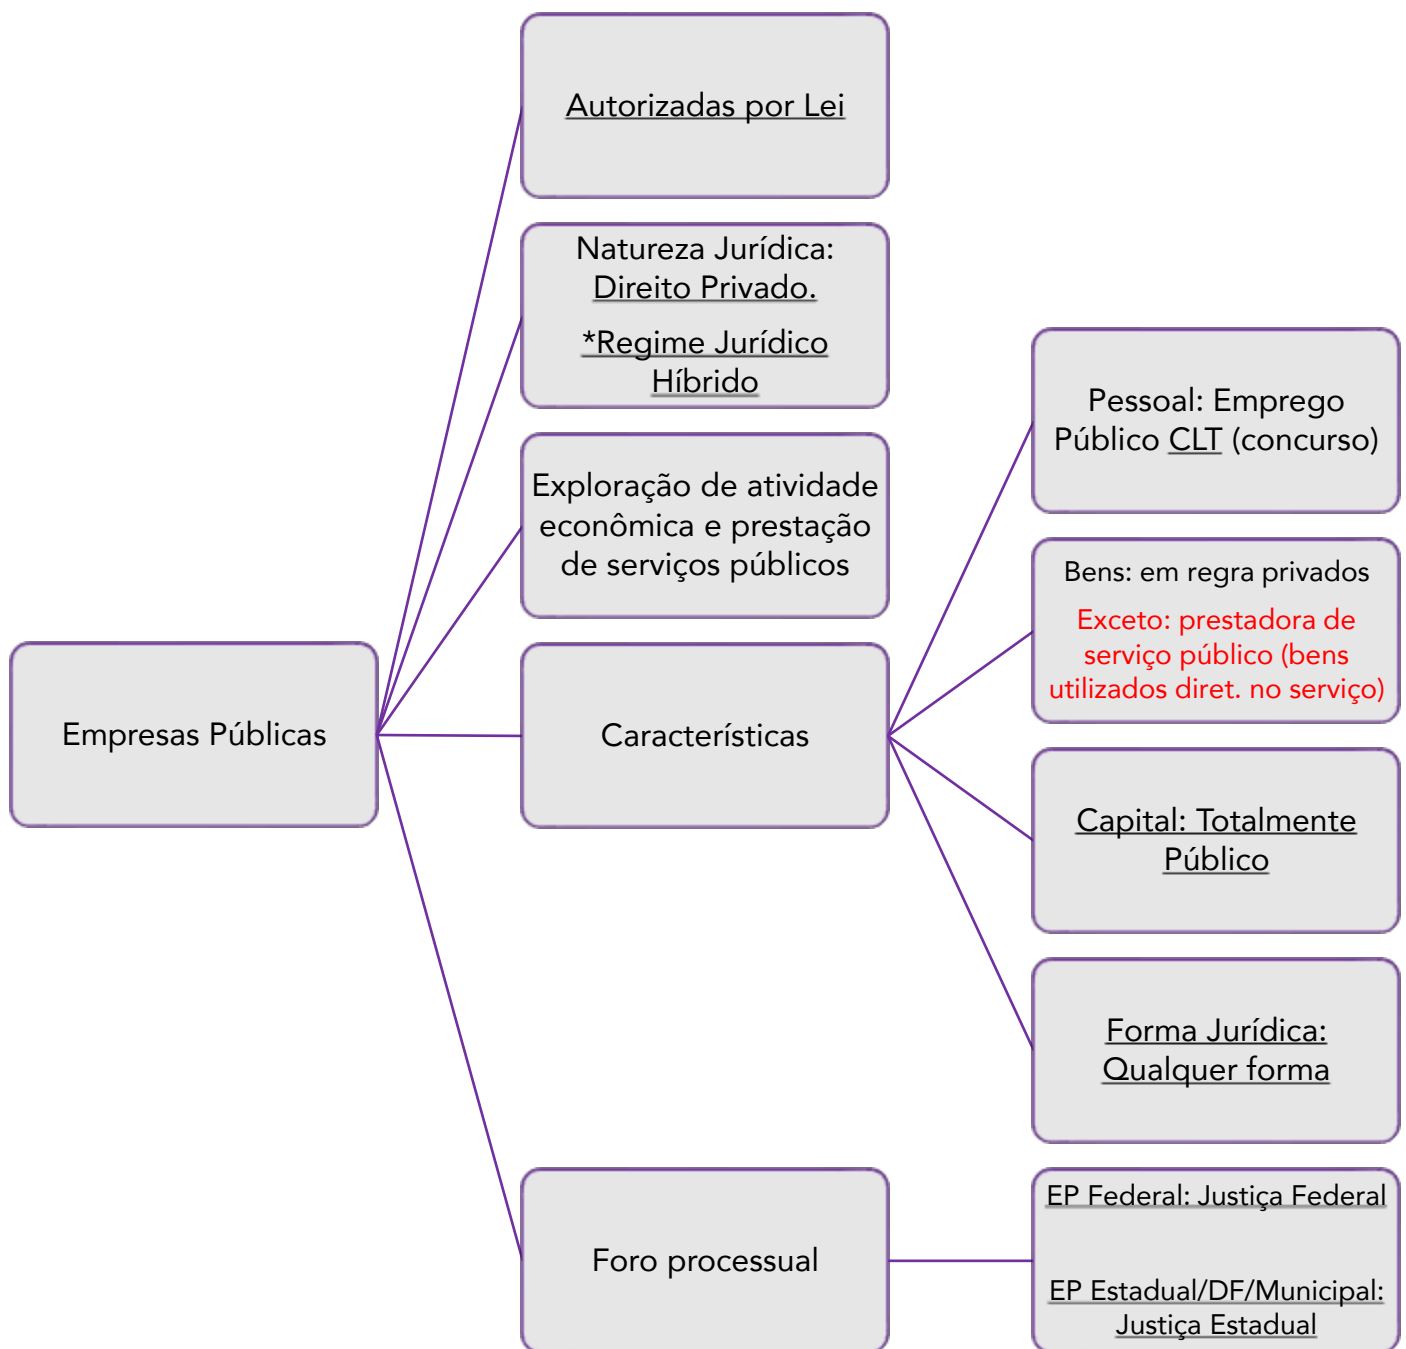 Autorizadas por Lei
Natureza Jurídica:
Direito Privado.
*Regime Jurídico
Híbrido
Exploração de atividade
econômica e prestação
de serviços públicos
Empresas Públicas
Características
Pessoal: Emprego
Público CLT (concurso)
Bens: em regra privados
Exceto: prestadora de
serviço público (bens
utilizados diret. no serviço)
Capital: Totalmente
Público
Forma Jurídica:
Qualquer forma
Foro processual
EP Federal: Justiça Federal
EP Estadual/DF/Municipal:
Justiça Estadual